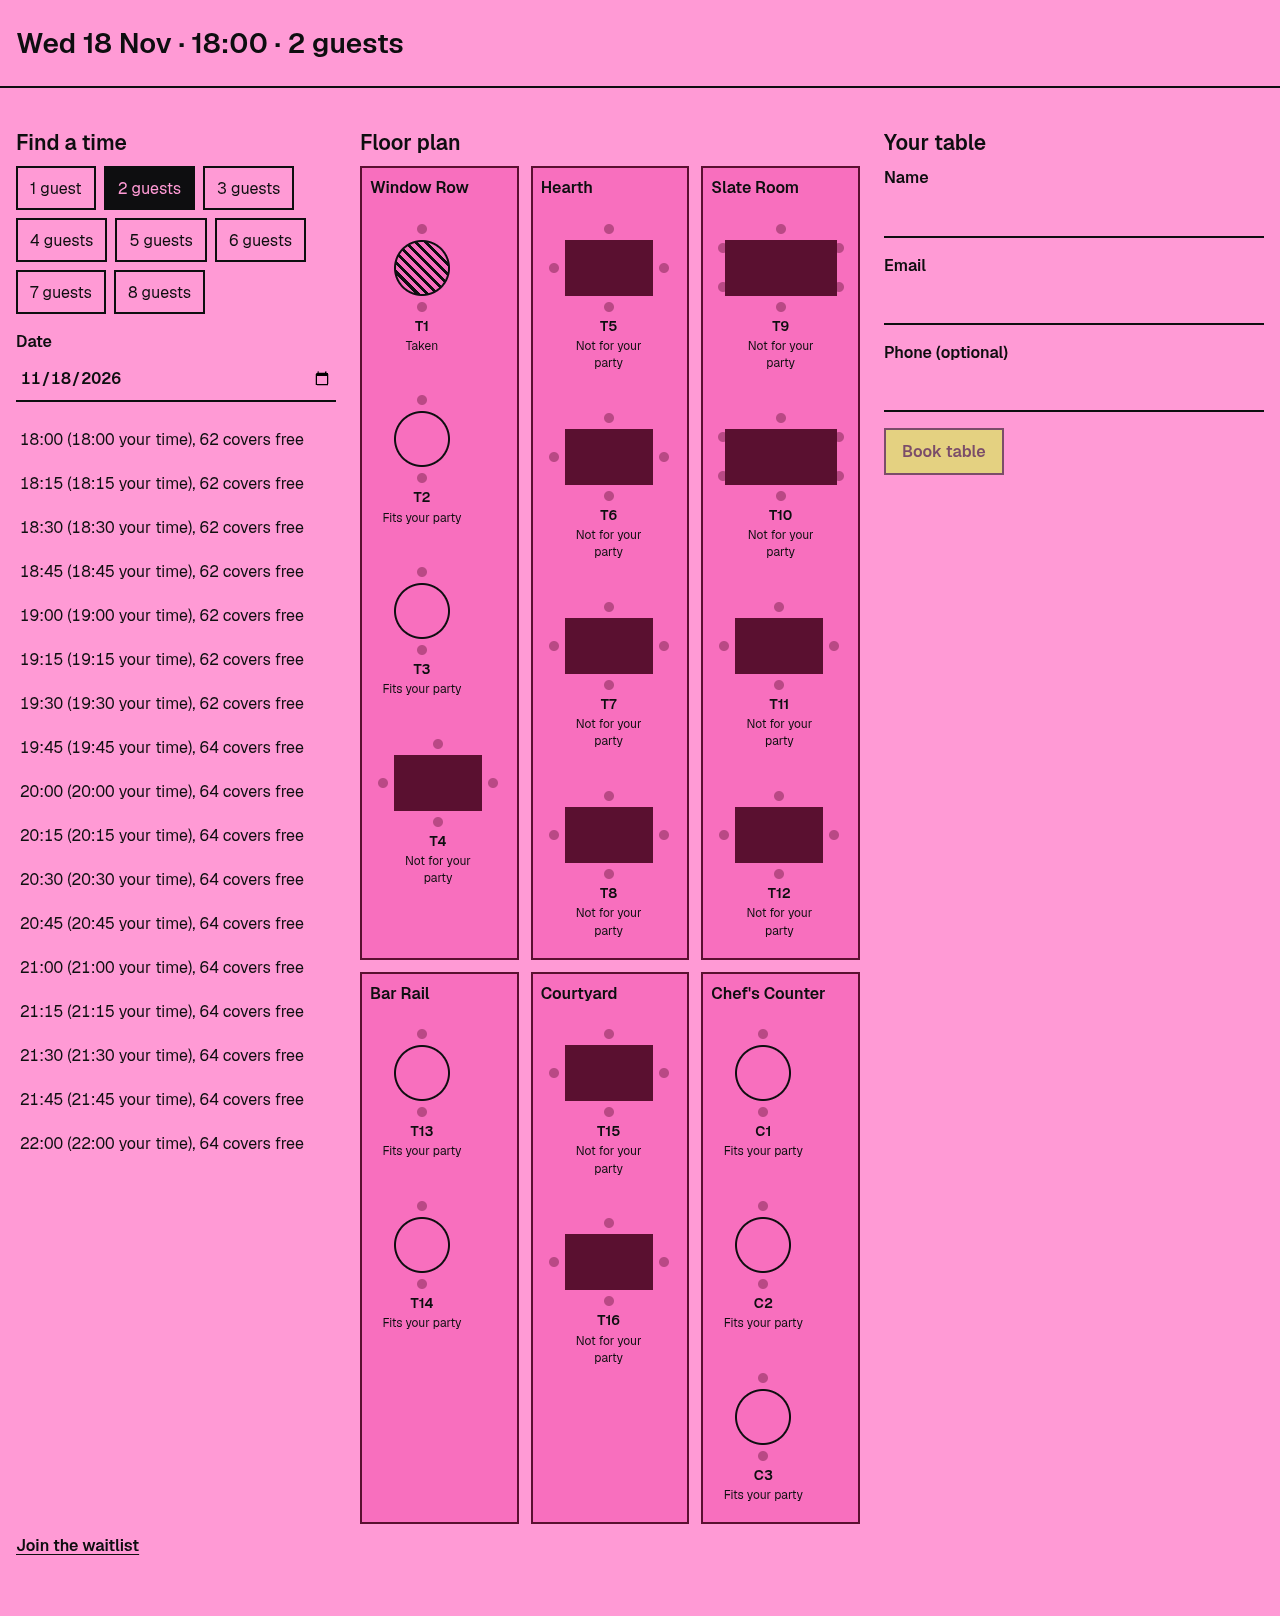 Wed 18 Nov · 18:00 · 2 guests
Find a time
1 guest
2 guests
3 guests
4 guests
5 guests
6 guests
7 guests
8 guests
Date
11/18/2026
18:00 (18:00 your time), 62 covers free
18:15 (18:15 your time), 62 covers free
18:30 (18:30 your time), 62 covers free
18:45 (18:45 your time), 62 covers free
19:00 (19:00 your time), 62 covers free
19:15 (19:15 your time), 62 covers free
19:30 (19:30 your time), 62 covers free
19:45 (19:45 your time), 64 covers free
20:00 (20:00 your time), 64 covers free
20:15 (20:15 your time), 64 covers free
20:30 (20:30 your time), 64 covers free
20:45 (20:45 your time), 64 covers free
21:00 (21:00 your time), 64 covers free
21:15 (21:15 your time), 64 covers free
21:30 (21:30 your time), 64 covers free
21:45 (21:45 your time), 64 covers free
22:00 (22:00 your time), 64 covers free
Floor plan
Window Row
T1
Taken
T2
Fits your party
T3
Fits your party
T4
Not for your
party
Hearth
T5
Not for your
party
T6
Not for your
party
T7
Not for your
party
T8
Not for your
party
Slate Room
T9
Not for your
party
T10
Not for your
party
T11
Not for your
party
T12
Not for your
party
Bar Rail
T13
Fits your party
T14
Fits your party
Courtyard
T15
Not for your
party
T16
Not for your
party
Chef's Counter
C1
Fits your party
C2
Fits your party
C3
Fits your party
Your table
Name
Email
Phone (optional)
Book table
Join the waitlist